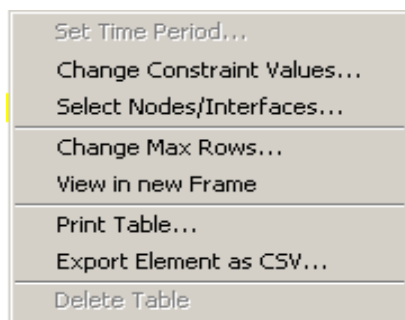 Set Time Period...
Change Constraint Values...
Select Nodes/Interfaces...
Change Max Rows...
View in new Frame
Print Table...
Export Element as CSV...
Delete Table